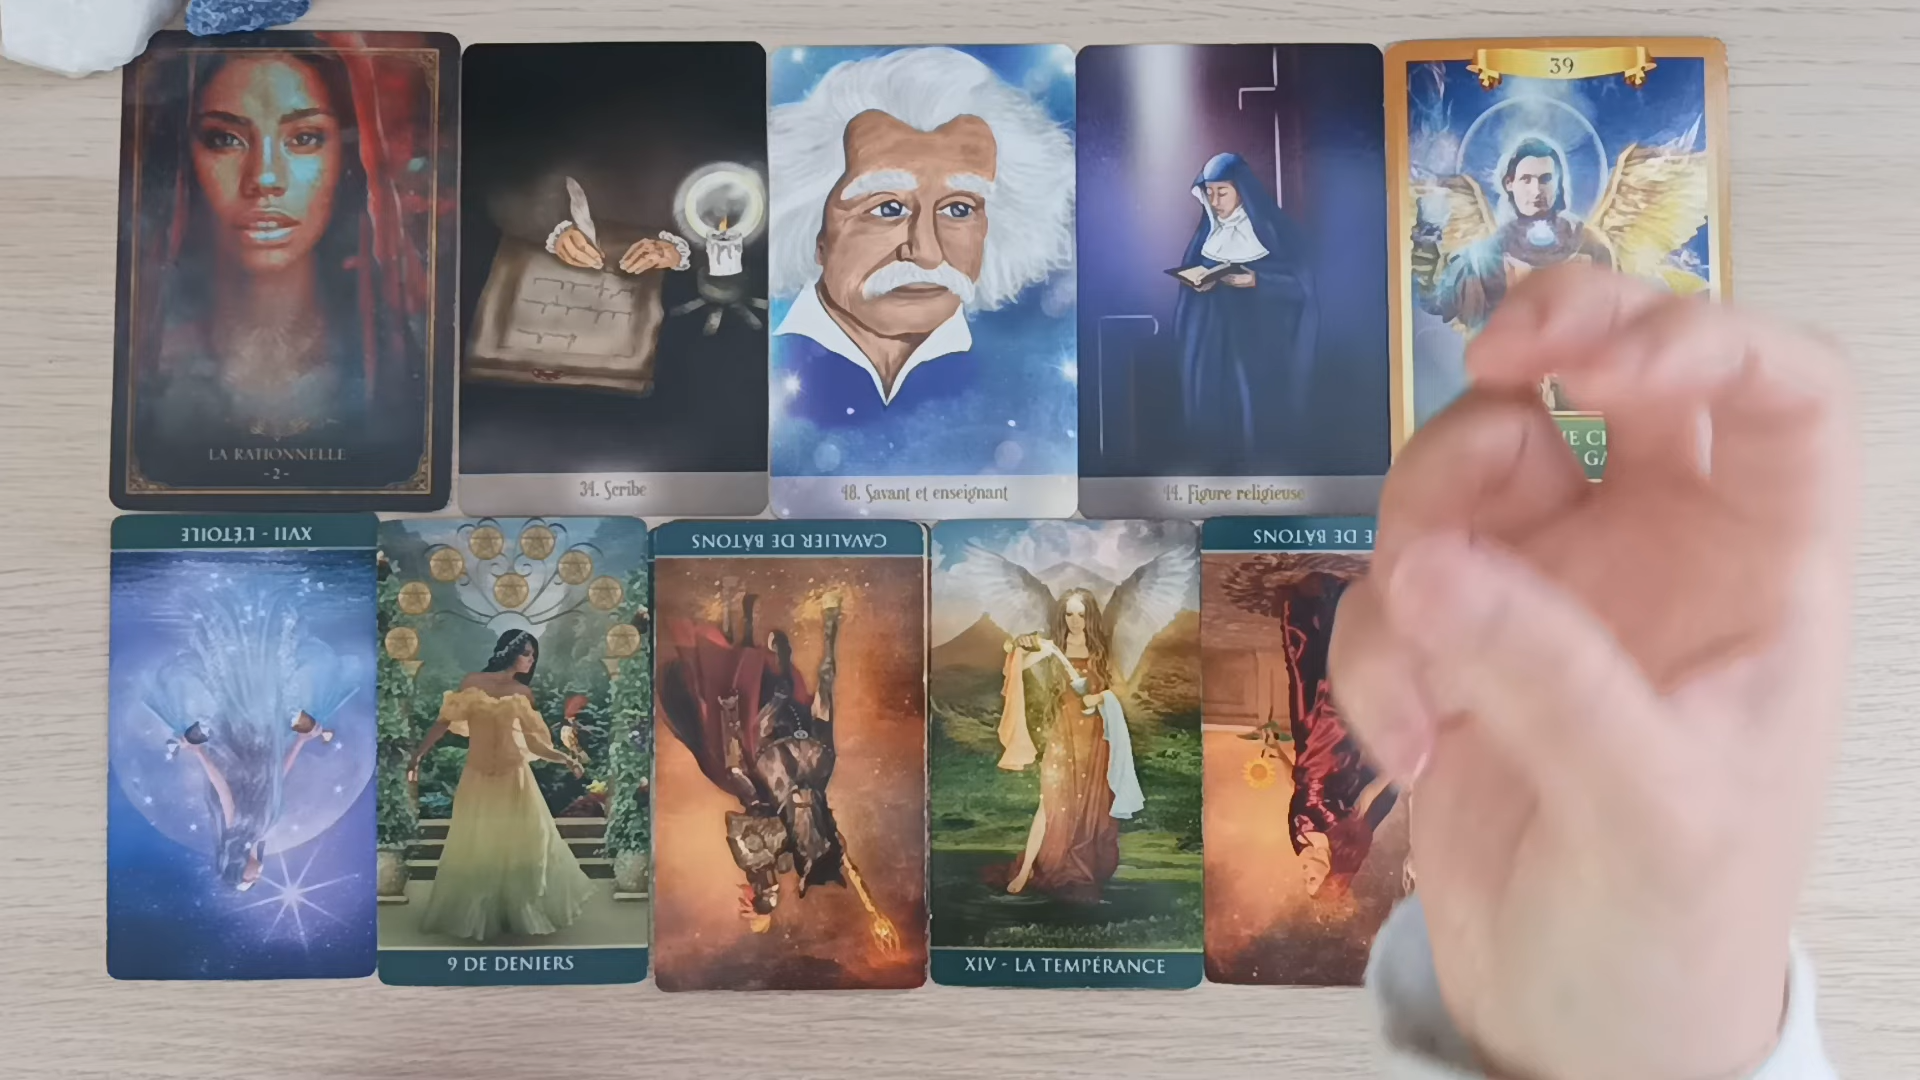 LA RATIONNELLE
-2-
34. Scribe
48. Savant et enseignant
44. Figure religieuse
39
XVII - L'ÉTOILE
9 DE DENIERS
CAVALIER DE BÂTONS
XIV - LA TEMPÉRANCE
DE BÂTONS